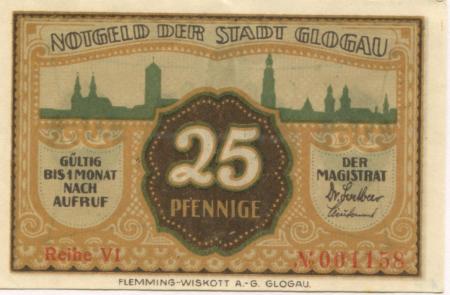 NOTGELD DER STADT GLOGAU
GÜLTIG
BIS 1 MONAT
NACH
AUFRUF
25
PFENNIGE
DER
MAGISTRAT
Dr.
Reihe VI
№ 001158
FLEMMING-WISKOTT A.-G. GLOGAU.